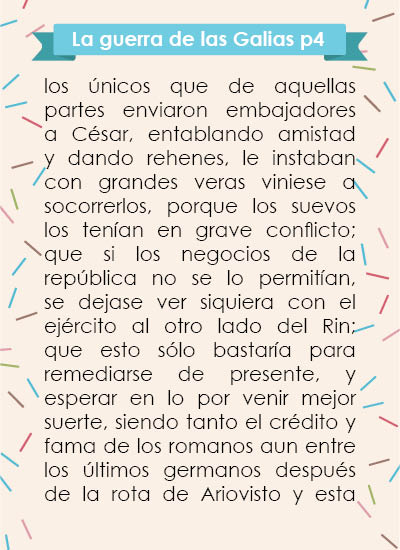 La guerra de las Galias p4
los únicos que de aquellas
partes enviaron embajadores
a César, entablando amistad
y dando rehenes, le instaban
con grandes veras viniese a
socorrerlos, porque los suevos
los tenían en grave conflicto;
que si los negocios de la
república no se lo permitían,
se dejase ver siquiera con el
ejército al otro lado del Rin;
que esto sólo bastaría para
remediarse de presente, y
esperar en lo por venir mejor
suerte, siendo tanto el crédito y
fama de los romanos aun entre
los últimos germanos después
de la rota de Ariovisto y esta